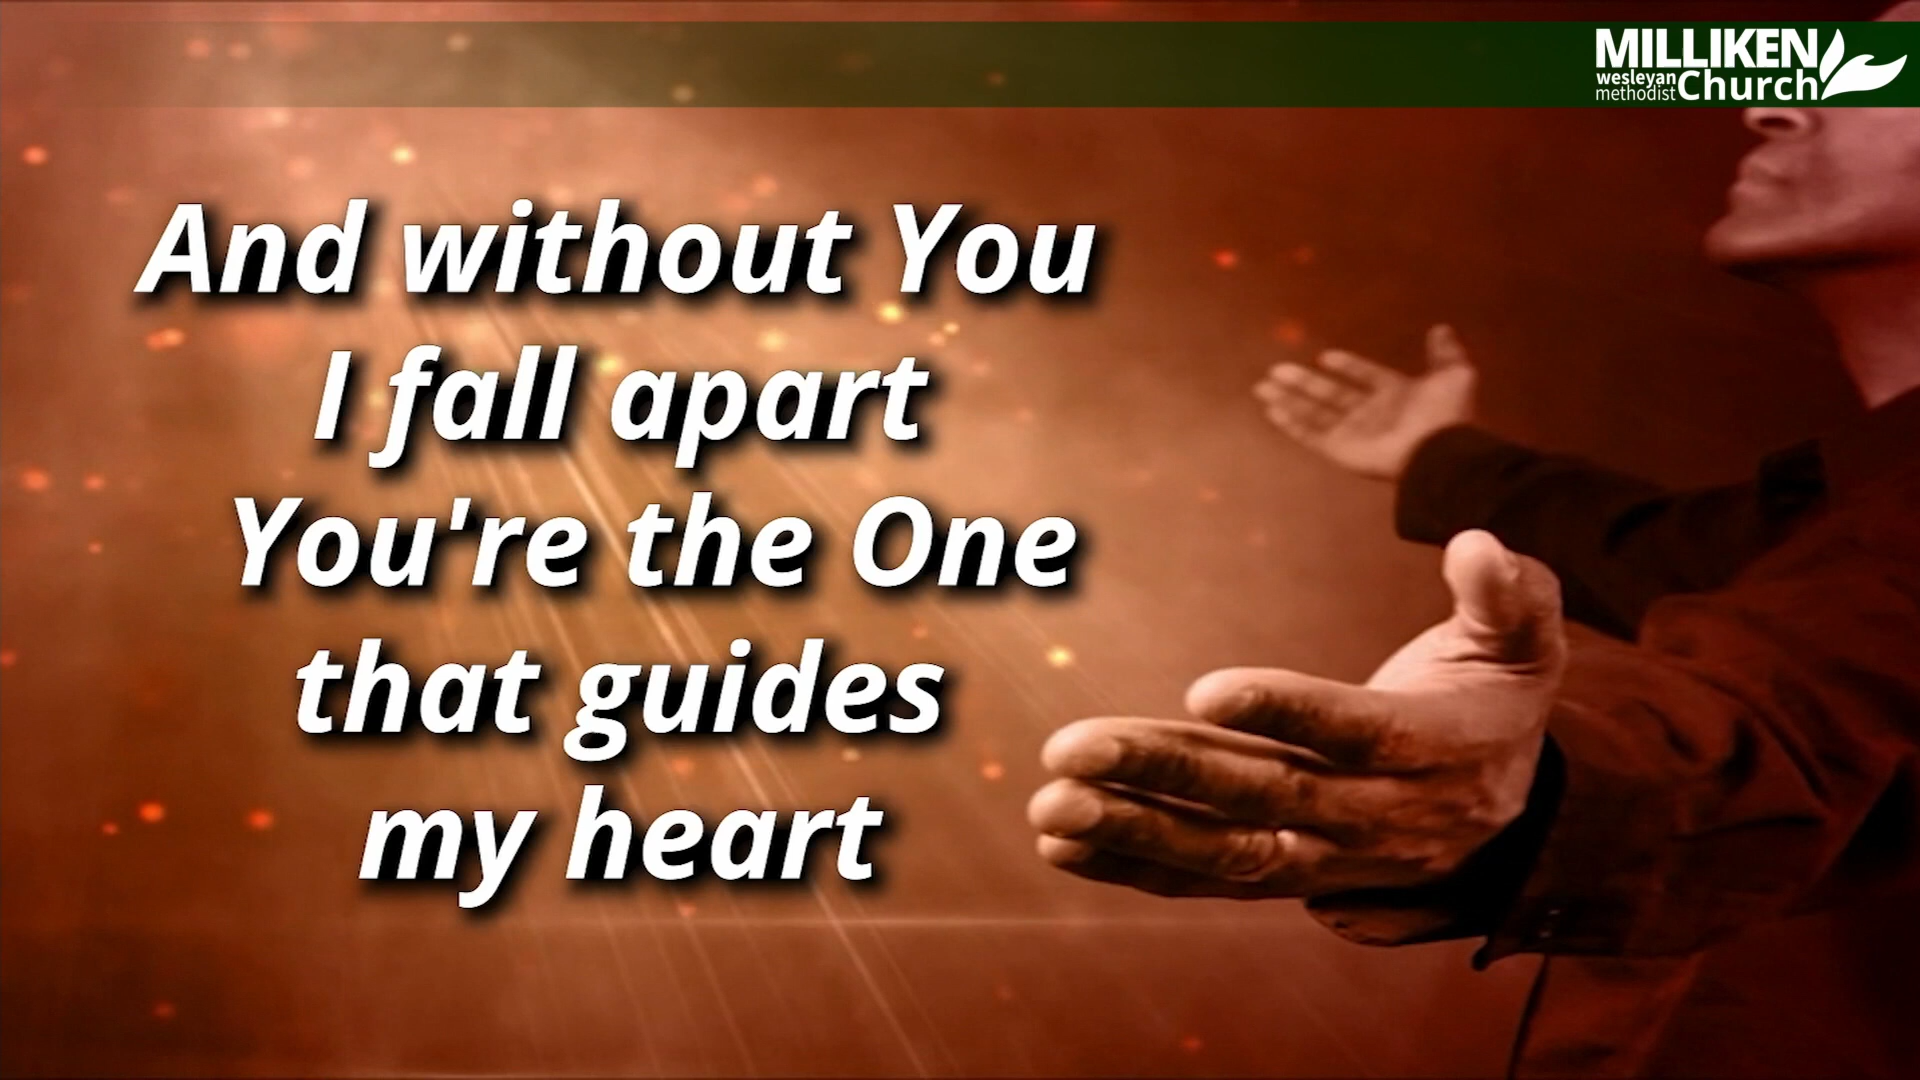 MILLIKEN
wesleyan
methodist
Church
And without You
I fall apart
You're the One
that guides
my heart